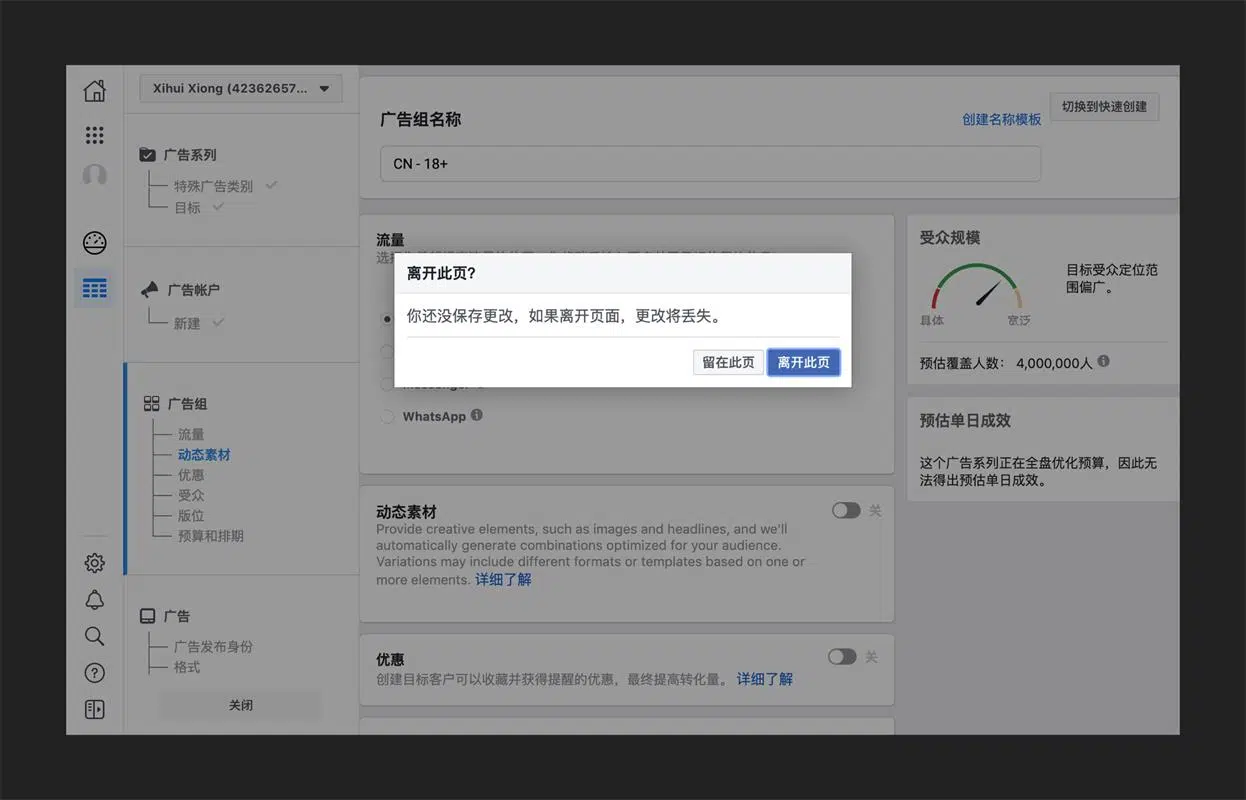 Xihui Xiong (42362657...
广告系列
特殊广告类别
目标
广告帐户
新建
广告组
流量
动态素材
优惠
受众
版位
预算和排期
广告
广告发布身份
格式
关闭
广告组名称
创建名称模板
切换到快速创建
CN - 18+
流量
离开此页?
你还没保存更改，如果离开页面，更改将丢失。
留在此页
离开此页
WhatsApp
动态素材
关
Provide creative elements, such as images and headlines, and we'll
automatically generate combinations optimized for your audience.
Variations may include different formats or templates based on one or
more elements. 详细了解
优惠
关
创建目标客户可以收藏并获得提醒的优惠，最终提高转化量。 详细了解
受众规模
目标受众定位范
围偏广。
具体
宽泛
预估覆盖人数： 4,000,000人
预估单日成效
这个广告系列正在全盘优化预算，因此无
法得出预估单日成效。